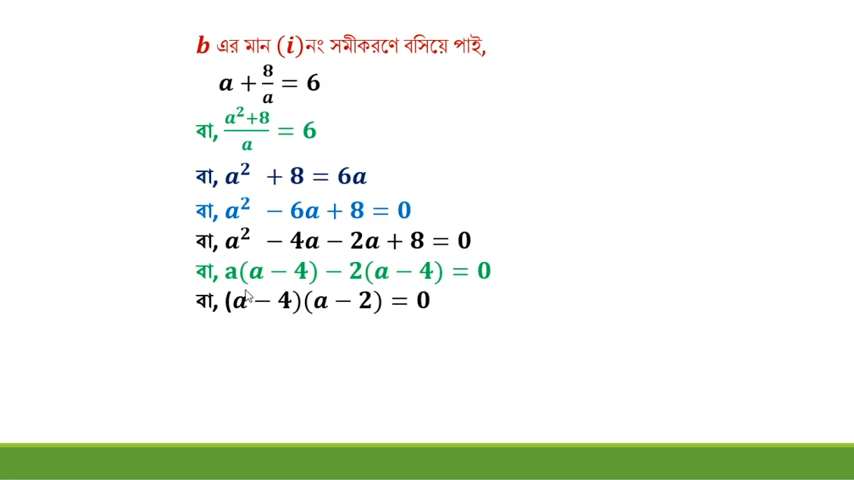 b এর মান (i)নং সমীকরণে বসিয়ে পাই,
a + 8/a = 6
বা, a²+8/a = 6
বা, a² + 8 = 6a
বা, a² − 6a + 8 = 0
বা, a² − 4a − 2a + 8 = 0
বা, a(a − 4) − 2(a − 4) = 0
বা, (a − 4)(a − 2) = 0